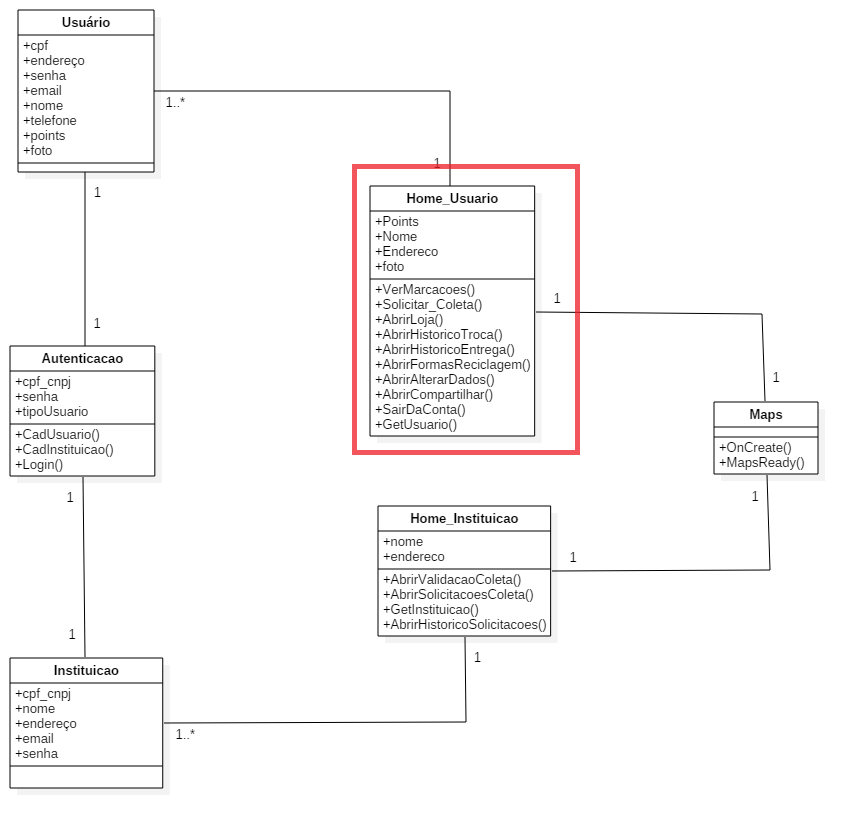 Usuário
+cpf
+endereço
+senha
+email
+nome
+telefone
+points
+foto
1..*
1
1
1
Home_Usuario
+Points
+Nome
+Endereco
+foto
+VerMarcacoes()
+Solicitar_Coleta()
+AbrirLoja()
+AbrirHistoricoTroca()
+AbrirHistoricoEntrega()
+AbrirFormasReciclagem()
+AbrirAlterarDados()
+AbrirCompartilhar()
+SairDaConta()
+GetUsuario()
1
1
Autenticacao
+cpf_cnpj
+senha
+tipoUsuario
+CadUsuario()
+CadInstituicao()
+Login()
1
1
Maps
+OnCreate()
+MapsReady()
1
Home_Instituicao
+nome
+endereco
+AbrirValidacaoColeta()
+AbrirSolicitacoesColeta()
+GetInstituicao()
+AbrirHistoricoSolicitacoes()
1
1
Instituicao
+cpf_cnpj
+nome
+endereço
+email
+senha
1..*